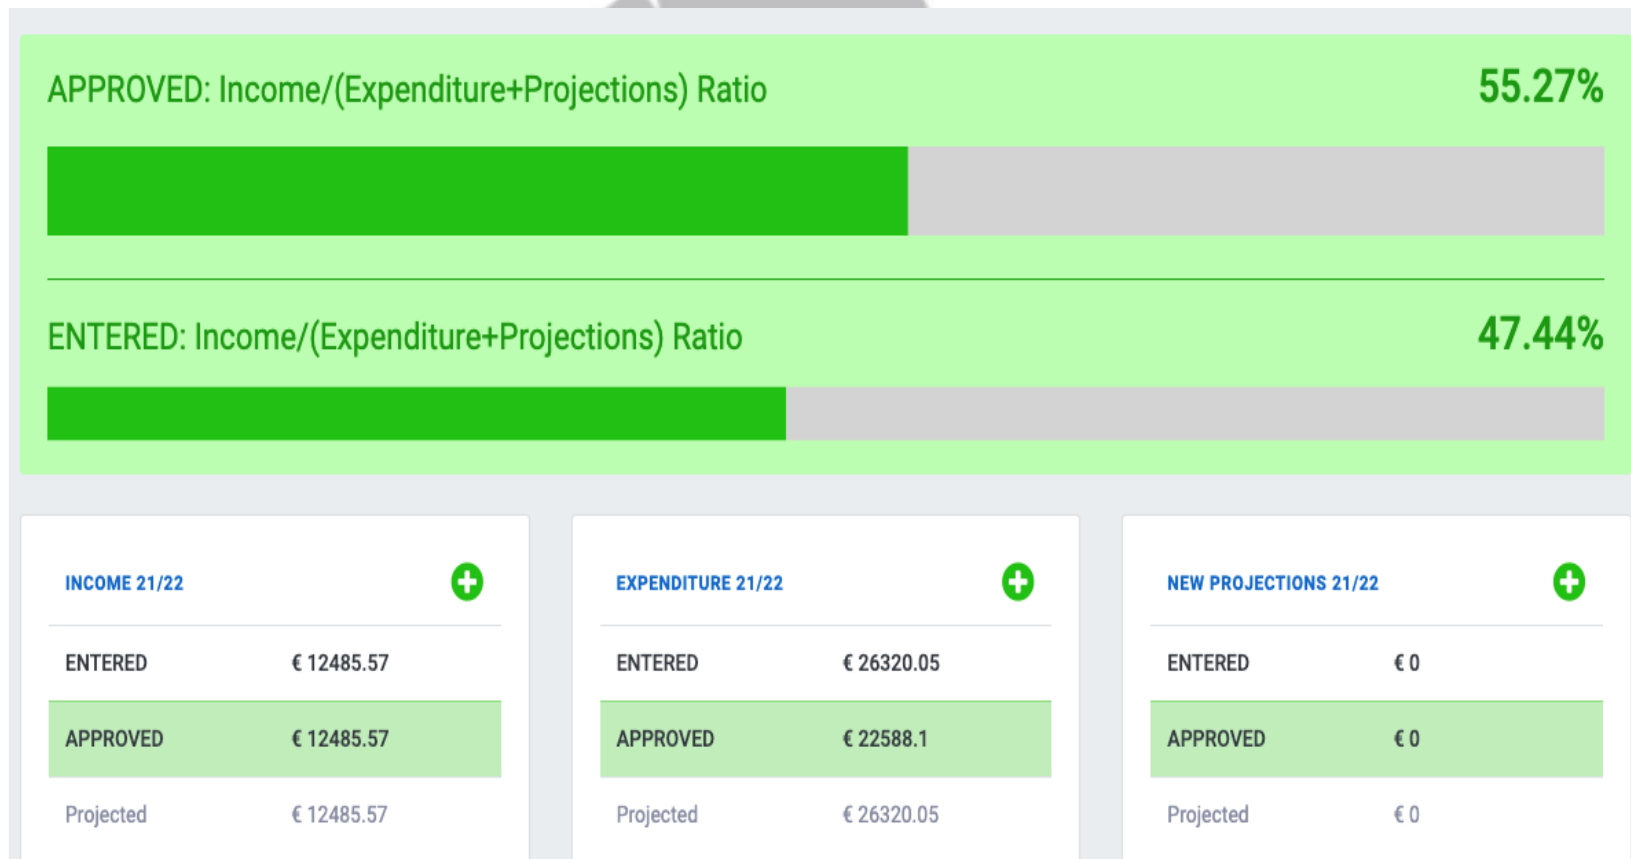 APPROVED: Income/(Expenditure+Projections) Ratio 55.27%
ENTERED: Income/(Expenditure+Projections) Ratio 47.44%
INCOME 21/22
ENTERED € 12485.57
APPROVED € 12485.57
Projected € 12485.57
EXPENDITURE 21/22
ENTERED € 26320.05
APPROVED € 22588.1
Projected € 26320.05
NEW PROJECTIONS 21/22
ENTERED € 0
APPROVED € 0
Projected € 0